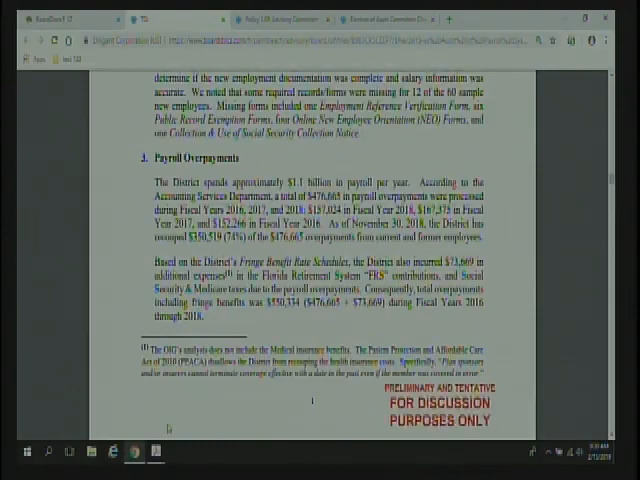 BoardDocs® LT
Policy 1.09 Advisory Committee
determine if the new employment documentation was complete and salary information was
accurate. We noted that some required records/forms were missing for 12 of the 60 sample
new employees. Missing forms included one Employment Reference Verification Form, six
Public Record Exemption Forms, four Online New Employee Orientation (NEO) Forms, and
one Collection & Use of Social Security Collection Notice.
3. Payroll Overpayments
The District spends approximately $1.1 billion in payroll per year. According to the
Accounting Services Department, a total of $476,665 in payroll overpayments were processed
during Fiscal Years 2016, 2017, and 2018: $157,024 in Fiscal Year 2018, $167,375 in Fiscal
Year 2017, and $152,266 in Fiscal Year 2016. As of November 30, 2018, the District has
recouped $350,519 (74%) of the $476,665 overpayments from current and former employees.
Based on the District's Fringe Benefit Rate Schedules, the District also incurred $73,669 in
additional expenses(1) in the Florida Retirement System "FRS" contributions, and Social
Security & Medicare taxes due to the payroll overpayments. Consequently, total overpayments
including fringe benefits was $550,334 ($476,665 + $73,669) during Fiscal Years 2016
through 2018.
(1) The OIG's analysis does not include the Medical insurance benefits. The Patient Protection and Affordable Care
Act of 2010 (PPACA) disallows the District from recouping the health insurance costs. Specifically, "Plan sponsors
and/or insurers cannot terminate coverage effective with a date in the past even if the member was covered in error."
1
PRELIMINARY AND TENTATIVE
FOR DISCUSSION
PURPOSES ONLY